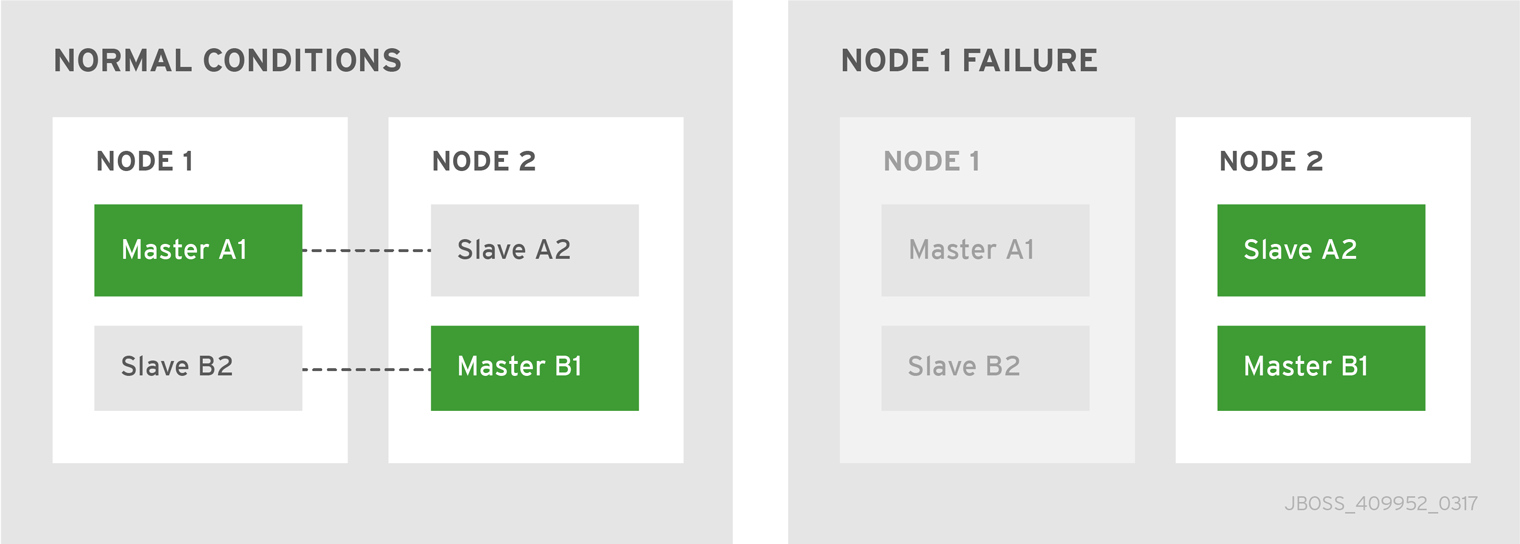 NORMAL CONDITIONS
NODE 1
Master A1
Slave B2
NODE 2
Slave A2
Master B1
NODE 1 FAILURE
NODE 1
Master A1
Slave B2
NODE 2
Slave A2
Master B1
JBOSS_409952_0317